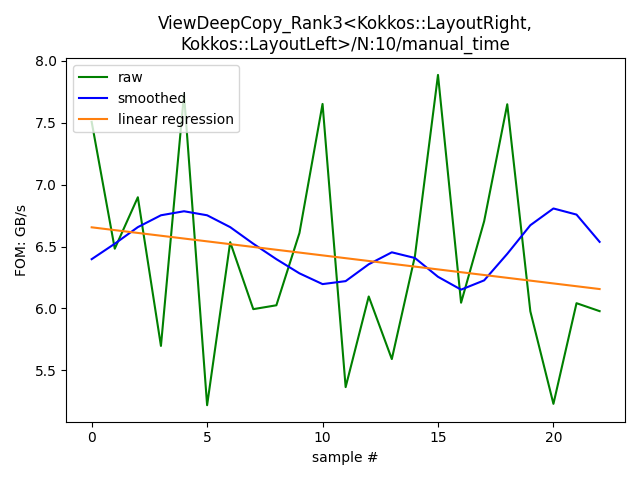 ViewDeepCopy_Rank3<Kokkos::LayoutRight,
Kokkos::LayoutLeft>/N:10/manual_time
8.0
7.5
7.0
6.5
6.0
5.5
FOM: GB/s
raw
smoothed
linear regression
0
5
10
15
20
sample #